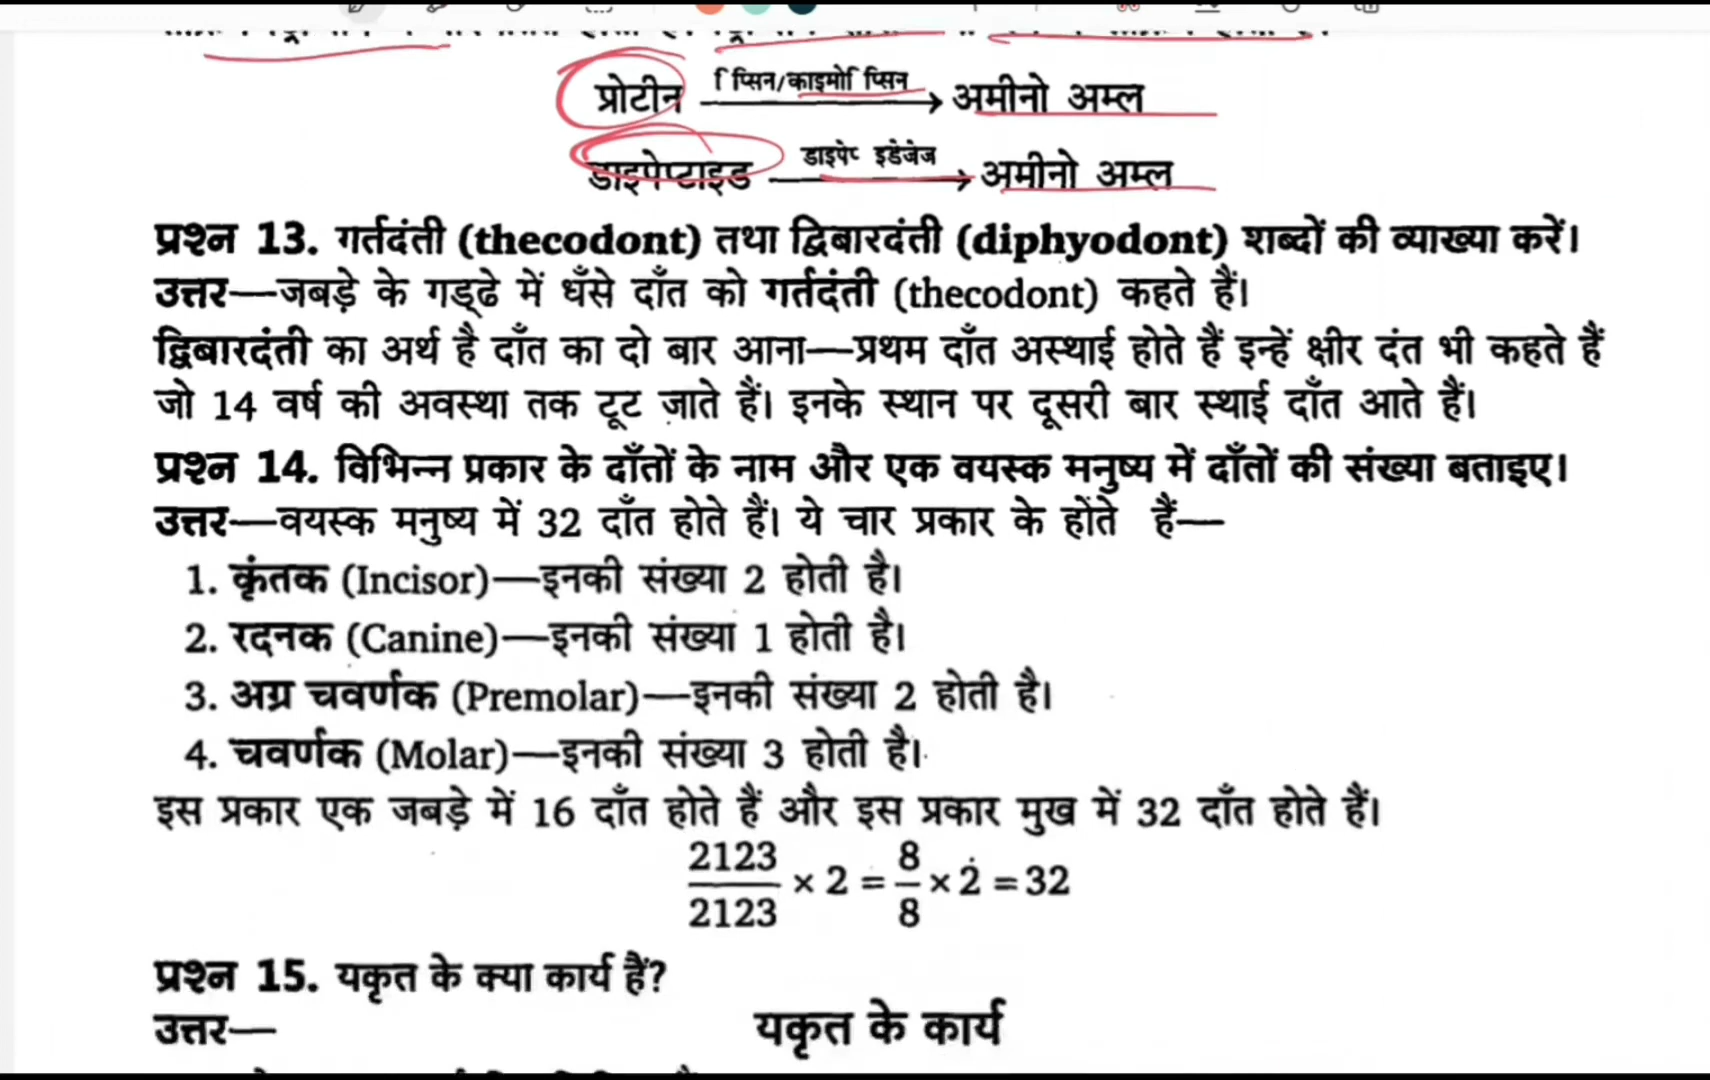 प्रोटीन िप्सिन/काइमोिप्सिन अमीनो अम्ल
डाइपेप्टाइड डाइपे इडेजेज अमीनो अम्ल
प्रश्न 13. गर्तदंती (thecodont) तथा द्विबारदंती (diphyodont) शब्दों की व्याख्या करें।
उत्तर—जबड़े के गड्ढे में धँसे दाँत को गर्तदंती (thecodont) कहते हैं।
द्विबारदंती का अर्थ है दाँत का दो बार आना—प्रथम दाँत अस्थाई होते हैं इन्हें क्षीर दंत भी कहते हैं
जो 14 वर्ष की अवस्था तक टूट जाते हैं। इनके स्थान पर दूसरी बार स्थाई दाँत आते हैं।
प्रश्न 14. विभिन्न प्रकार के दाँतों के नाम और एक वयस्क मनुष्य में दाँतों की संख्या बताइए।
उत्तर—वयस्क मनुष्य में 32 दाँत होते हैं। ये चार प्रकार के होंते हैं—
1. कृंतक (Incisor)—इनकी संख्या 2 होती है।
2. रदनक (Canine)—इनकी संख्या 1 होती है।
3. अग्र चवर्णक (Premolar)—इनकी संख्या 2 होती है।
4. चवर्णक (Molar)—इनकी संख्या 3 होती है।
इस प्रकार एक जबड़े में 16 दाँत होते हैं और इस प्रकार मुख में 32 दाँत होते हैं।
2123/2123 × 2 = 8/8 × 2 = 32
प्रश्न 15. यकृत के क्या कार्य हैं?
उत्तर— यकृत के कार्य